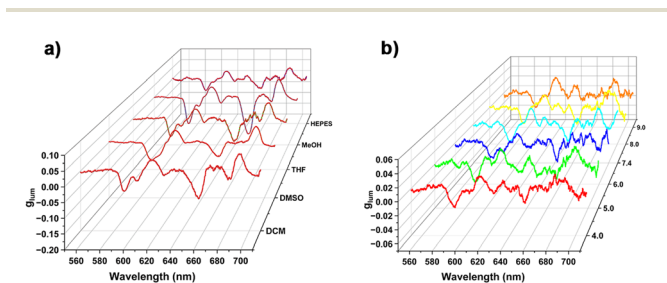 a)
HEPES
MeOH
THF
DMSO
DCM
0.10
0.05
0.00
−0.05
−0.10
−0.15
−0.20
glum
560 580 600 620 640 660 680 700
Wavelength (nm)
b)
9.0
8.0
7.4
6.0
5.0
4.0
0.06
0.04
0.02
0.00
−0.02
−0.04
−0.06
glum
560 580 600 620 640 660 680 700
Wavelength (nm)